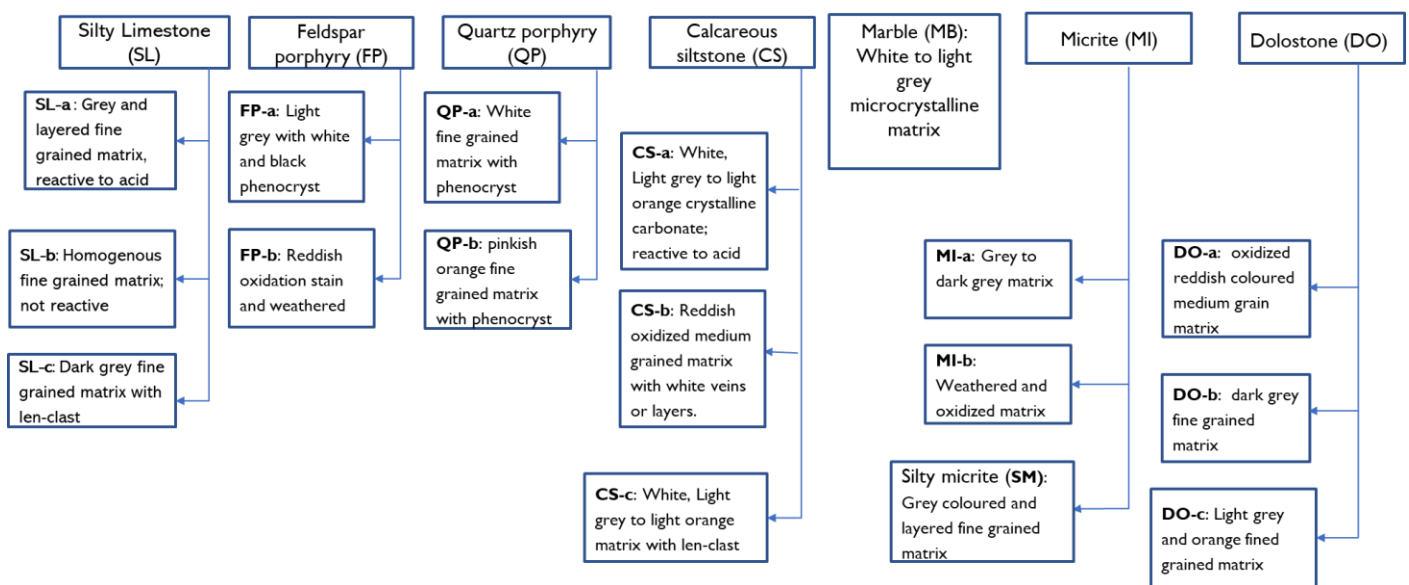 Silty Limestone
(SL)
SL-a : Grey and
layered fine
grained matrix,
reactive to acid
SL-b: Homogenous
fine grained matrix;
not reactive
SL-c: Dark grey fine
grained matrix with
len-clast
Feldspar
porphyry (FP)
FP-a: Light
grey with white
and black
phenocryst
FP-b: Reddish
oxidation stain
and weathered
Quartz porphyry
(QP)
QP-a: White
fine grained
matrix with
phenocryst
QP-b: pinkish
orange fine
grained matrix
with phenocryst
Calcareous
siltstone (CS)
CS-a: White,
Light grey to light
orange crystalline
carbonate;
reactive to acid
CS-b: Reddish
oxidized medium
grained matrix
with white veins
or layers.
CS-c: White, Light
grey to light orange
matrix with len-clast
Marble (MB):
White to light
grey
microcrystalline
matrix
Micrite (MI)
MI-a: Grey to
dark grey matrix
MI-b:
Weathered and
oxidized matrix
Silty micrite (SM):
Grey coloured and
layered fine grained
matrix
Dolostone (DO)
DO-a: oxidized
reddish coloured
medium grain
matrix
DO-b: dark grey
fine grained
matrix
DO-c: Light grey
and orange fined
grained matrix